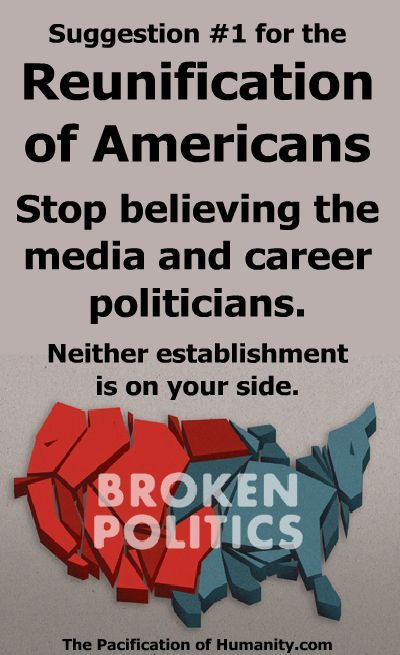 Suggestion #1 for the
Reunification
of Americans
Stop believing the
media and career
politicians.
Neither establishment
is on your side.
BROKEN
POLITICS
The Pacification of Humanity.com